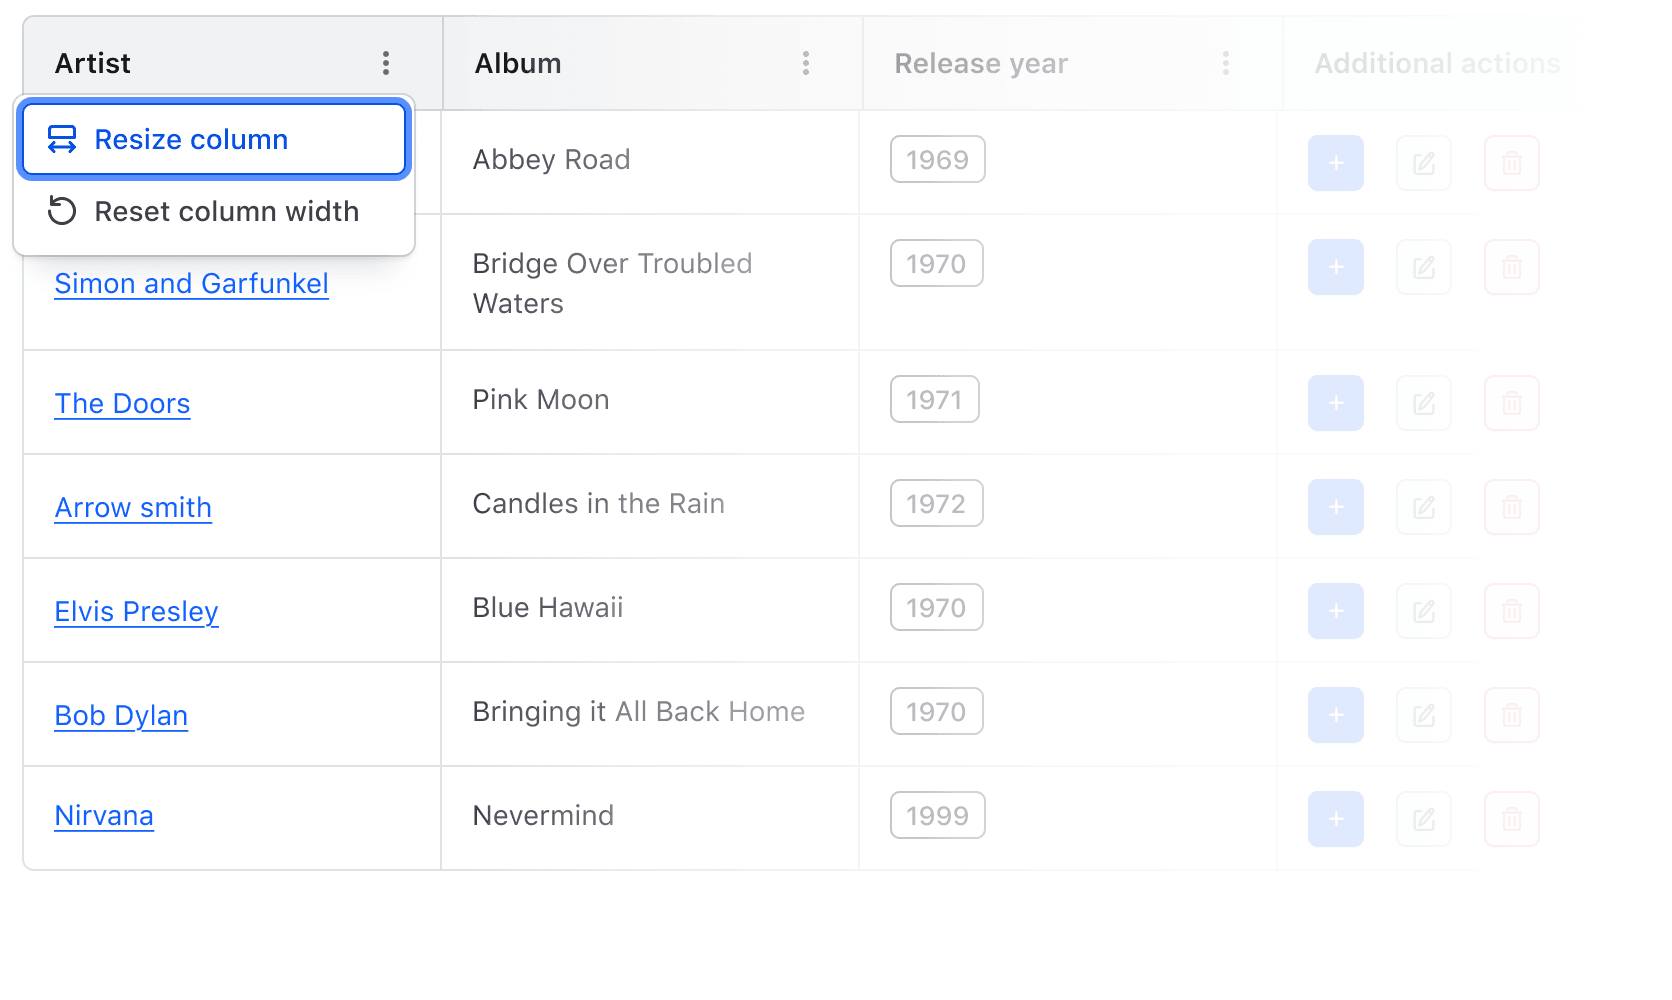 Artist Album Release year Additional actions
Resize column
Abbey Road 1969
Reset column width
Simon and Garfunkel Bridge Over Troubled 1970
Waters
The Doors Pink Moon 1971
Arrow smith Candles in the Rain 1972
Elvis Presley Blue Hawaii 1970
Bob Dylan Bringing it All Back Home 1970
Nirvana Nevermind 1999